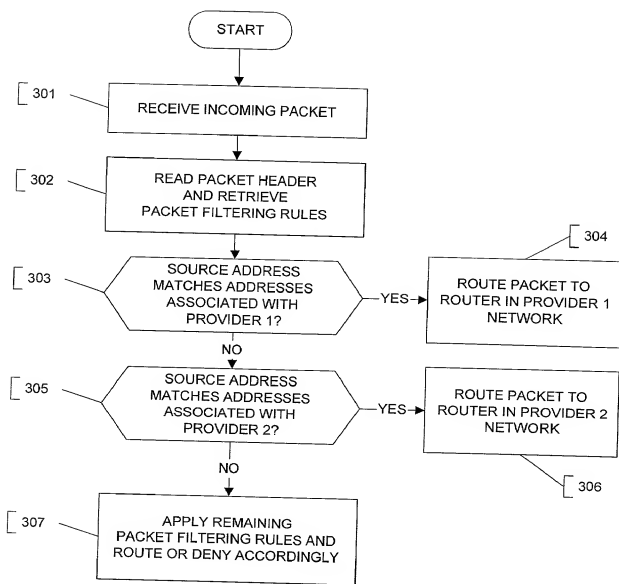 START
301
RECEIVE INCOMING PACKET
302
READ PACKET HEADER
AND RETRIEVE
PACKET FILTERING RULES
303
SOURCE ADDRESS
MATCHES ADDRESSES
ASSOCIATED WITH
PROVIDER 1?
YES
304
ROUTE PACKET TO
ROUTER IN PROVIDER 1
NETWORK
NO
305
SOURCE ADDRESS
MATCHES ADDRESSES
ASSOCIATED WITH
PROVIDER 2?
YES
ROUTE PACKET TO
ROUTER IN PROVIDER 2
NETWORK
306
NO
307
APPLY REMAINING
PACKET FILTERING RULES AND
ROUTE OR DENY ACCORDINGLY